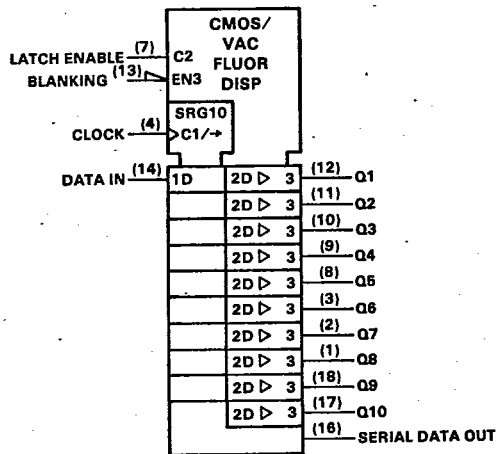 CMOS/
VAC
FLUOR
DISP
LATCH ENABLE (7) C2
BLANKING (13) EN3
SRG10
CLOCK (4) C1/→
DATA IN (14) 1D 2D ▷ 3 (12) Q1
2D ▷ 3 (11) Q2
2D ▷ 3 (10) Q3
2D ▷ 3 (9) Q4
2D ▷ 3 (8) Q5
2D ▷ 3 (3) Q6
2D ▷ 3 (2) Q7
2D ▷ 3 (1) Q8
2D ▷ 3 (18) Q9
2D ▷ 3 (17) Q10
(16) SERIAL DATA OUT